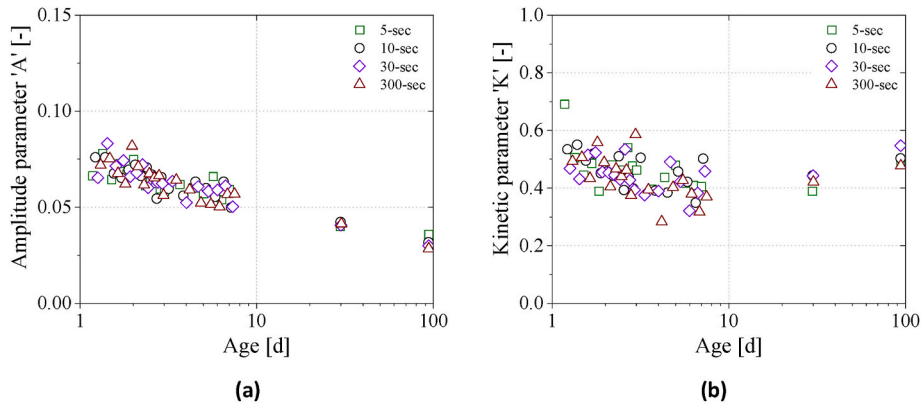 0.15
0.10
0.05
0.00
Amplitude parameter 'A' [-]
5-sec
10-sec
30-sec
300-sec
1
10
100
Age [d]
(a)
1.0
0.8
0.6
0.4
0.2
0.0
Kinetic parameter 'K' [-]
5-sec
10-sec
30-sec
300-sec
1
10
100
Age [d]
(b)